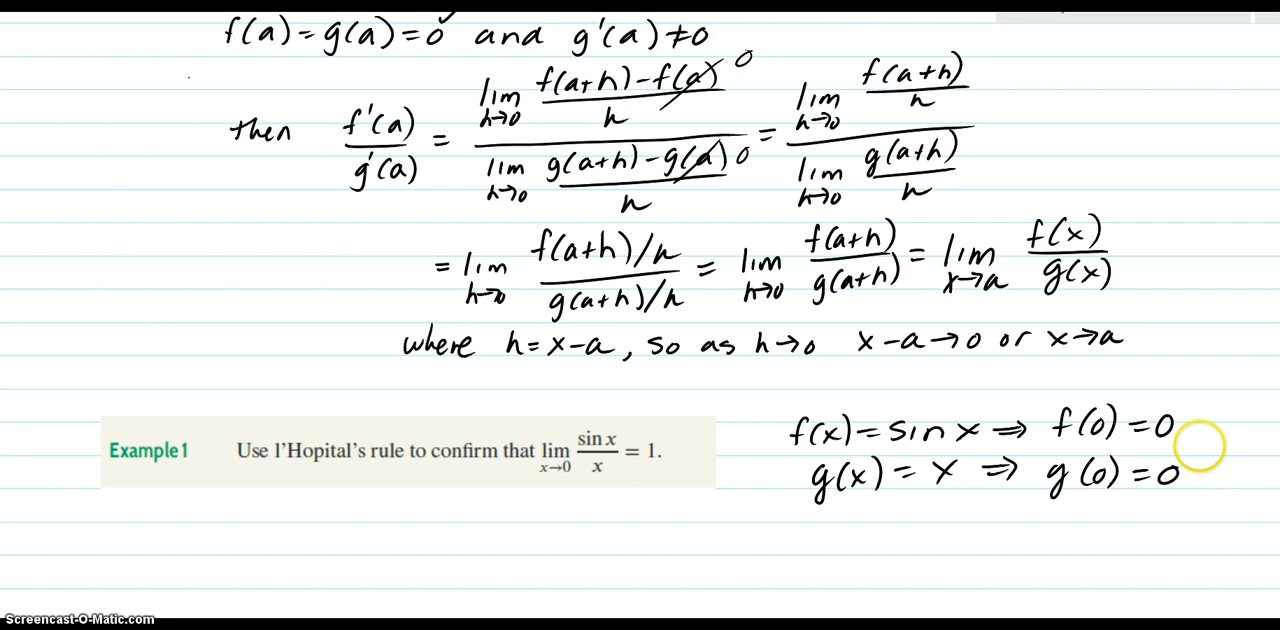 f(a) = g(a) = 0 and g'(a) ≠ 0
then f'(a)/g'(a) = (lim h→0 (f(a+h) - f(a))/h) / (lim h→0 (g(a+h) - g(a))/h) = (lim h→0 f(a+h)/h) / (lim h→0 g(a+h)/h)
0
0
= lim h→0 (f(a+h)/h)/(g(a+h)/h) = lim h→0 f(a+h)/g(a+h) = lim x→a f(x)/g(x)
where h = x-a, so as h→0 x-a→0 or x→a
f(x) = sin x ⇒ f(0) = 0
Example 1 Use l'Hopital's rule to confirm that lim x→0 sin x/x = 1.
g(x) = x ⇒ g(0) = 0
Screencast-O-Matic.com